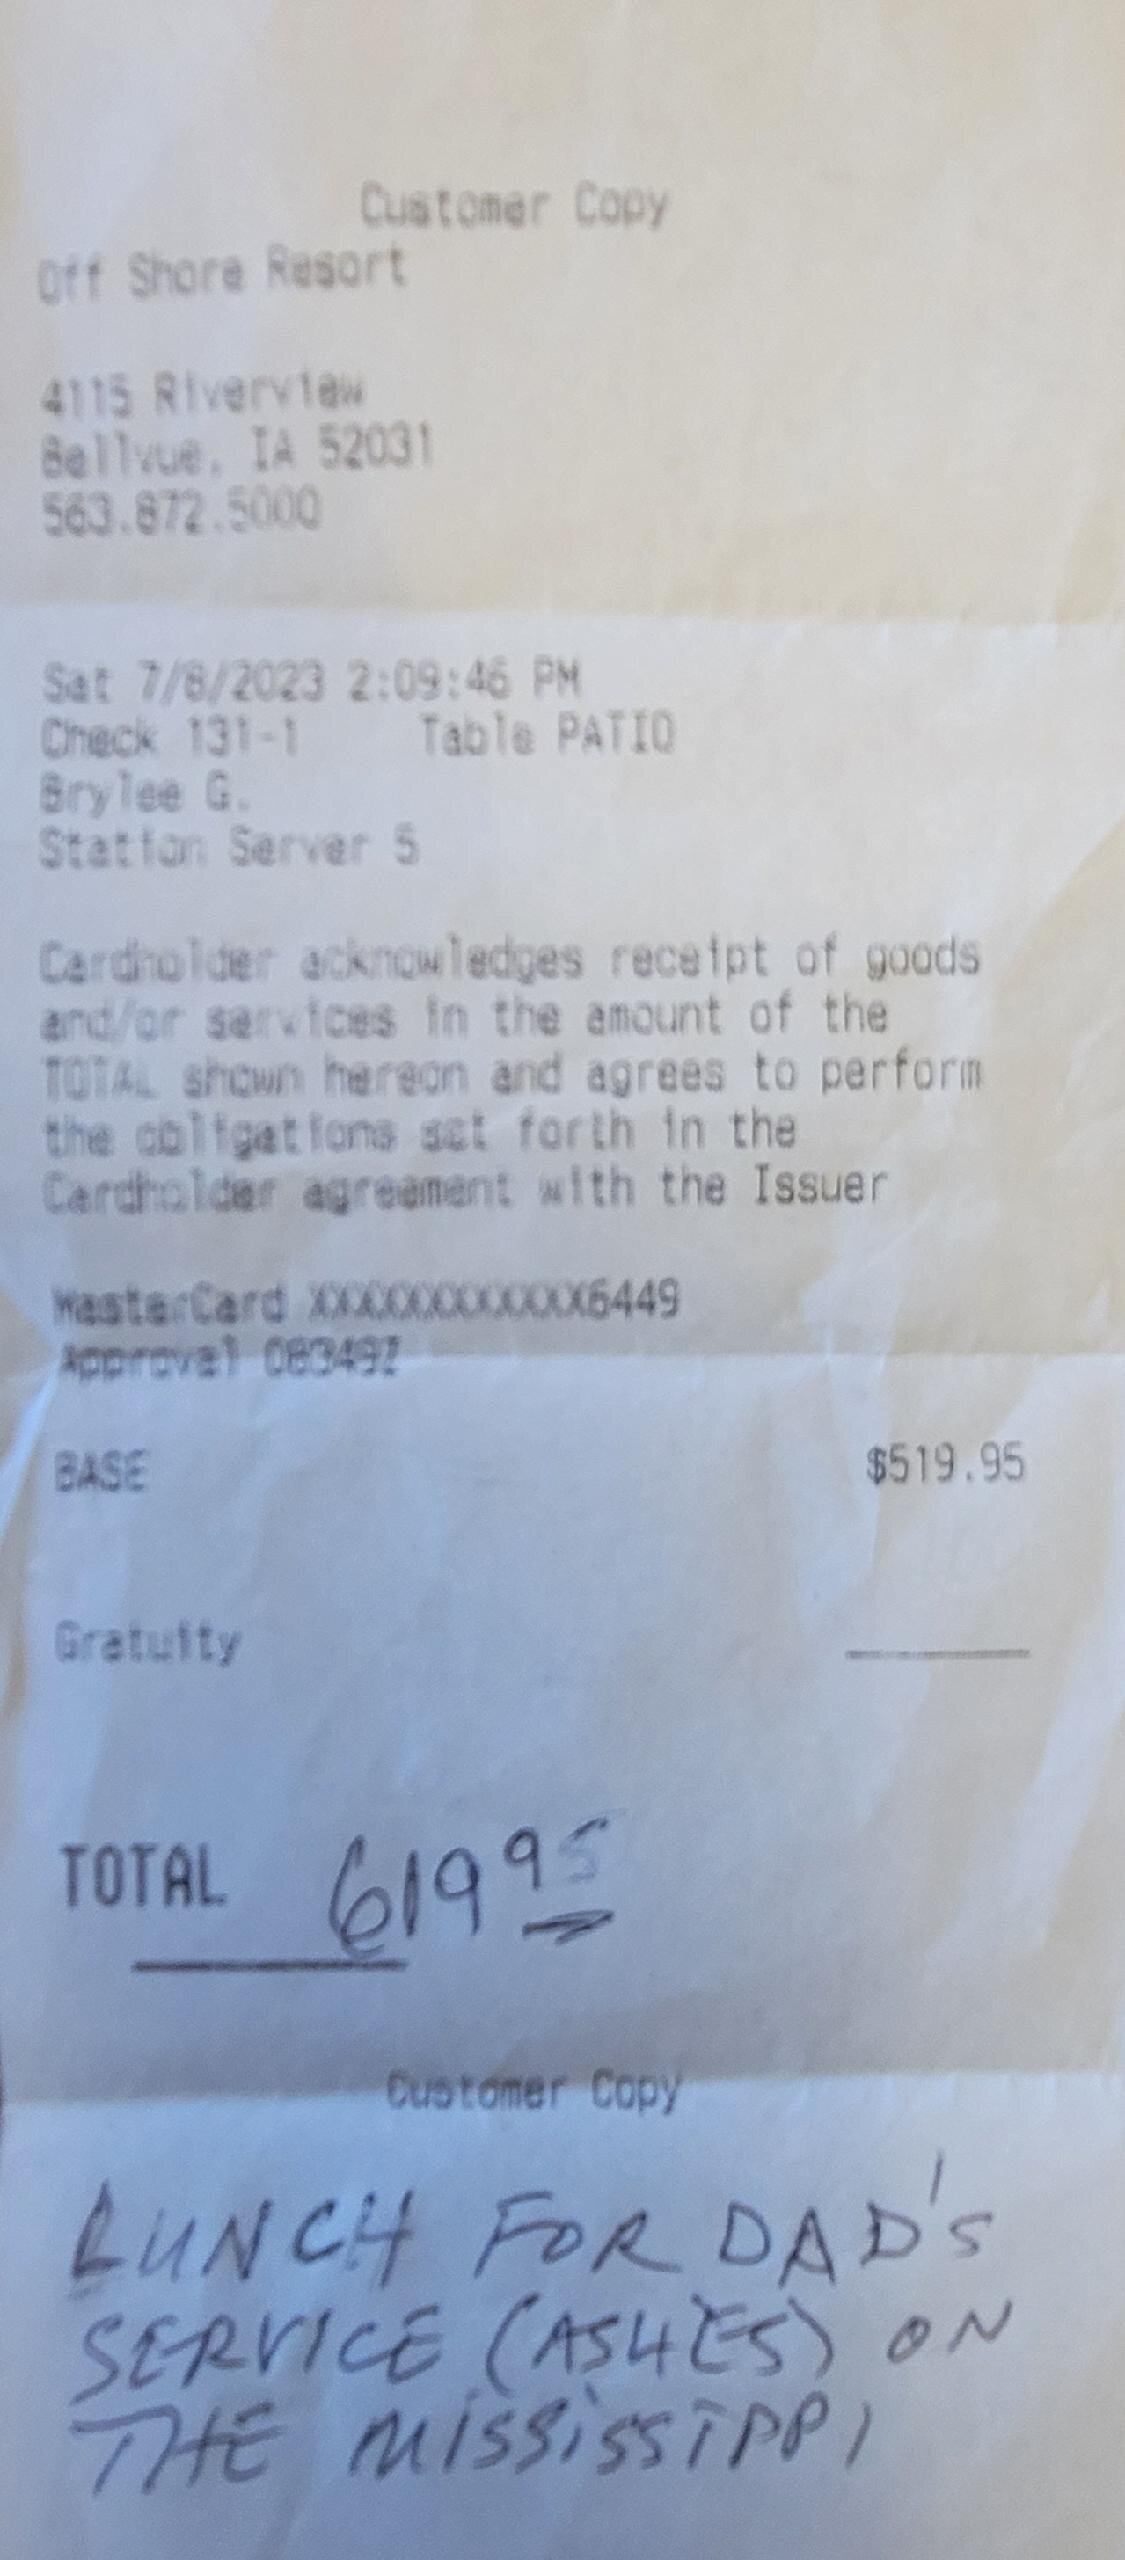 Customer Copy
Off Shore Resort
4115 Riverview
Bellvue, IA 52031
563.872.5000
Sat 7/8/2023 2:09:46 PM
Check 131-1 Table PATIO
Brylee G.
Station Server 5
Cardholder acknowledges receipt of goods
and/or services in the amount of the
TOTAL shown hereon and agrees to perform
the obligations set forth in the
Cardholder agreement with the Issuer
MasterCard XXXXXXXXXXXX6449
Approval 08349Z
BASE $519.95
Gratuity
TOTAL 619 95
Customer Copy
LUNCH FOR DAD'S
SERVICE (ASHES) ON
THE MISSISSIPPI